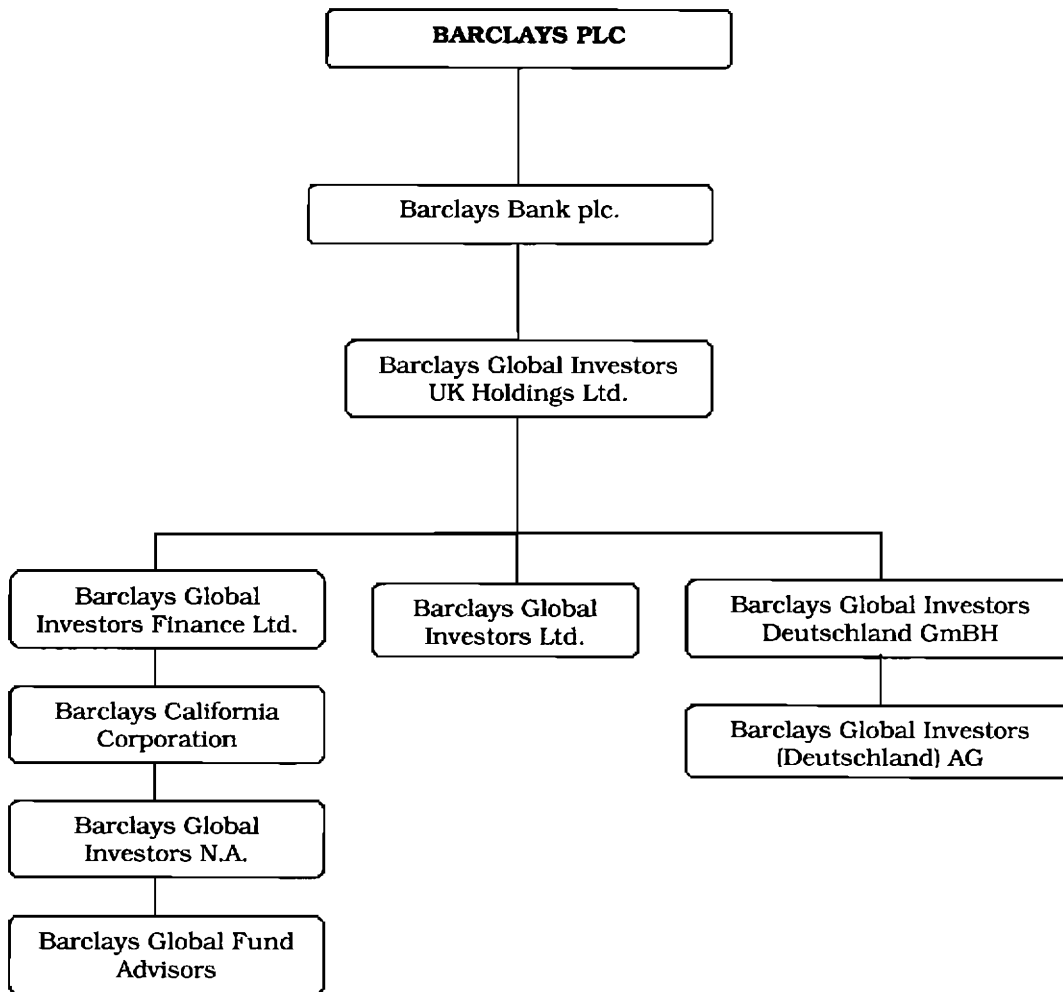 BARCLAYS PLC
Barclays Bank plc.
Barclays Global Investors
UK Holdings Ltd.
Barclays Global
Investors Finance Ltd.
Barclays Global
Investors Ltd.
Barclays Global Investors
Deutschland GmBH
Barclays California
Corporation
Barclays Global Investors
(Deutschland) AG
Barclays Global
Investors N.A.
Barclays Global Fund
Advisors